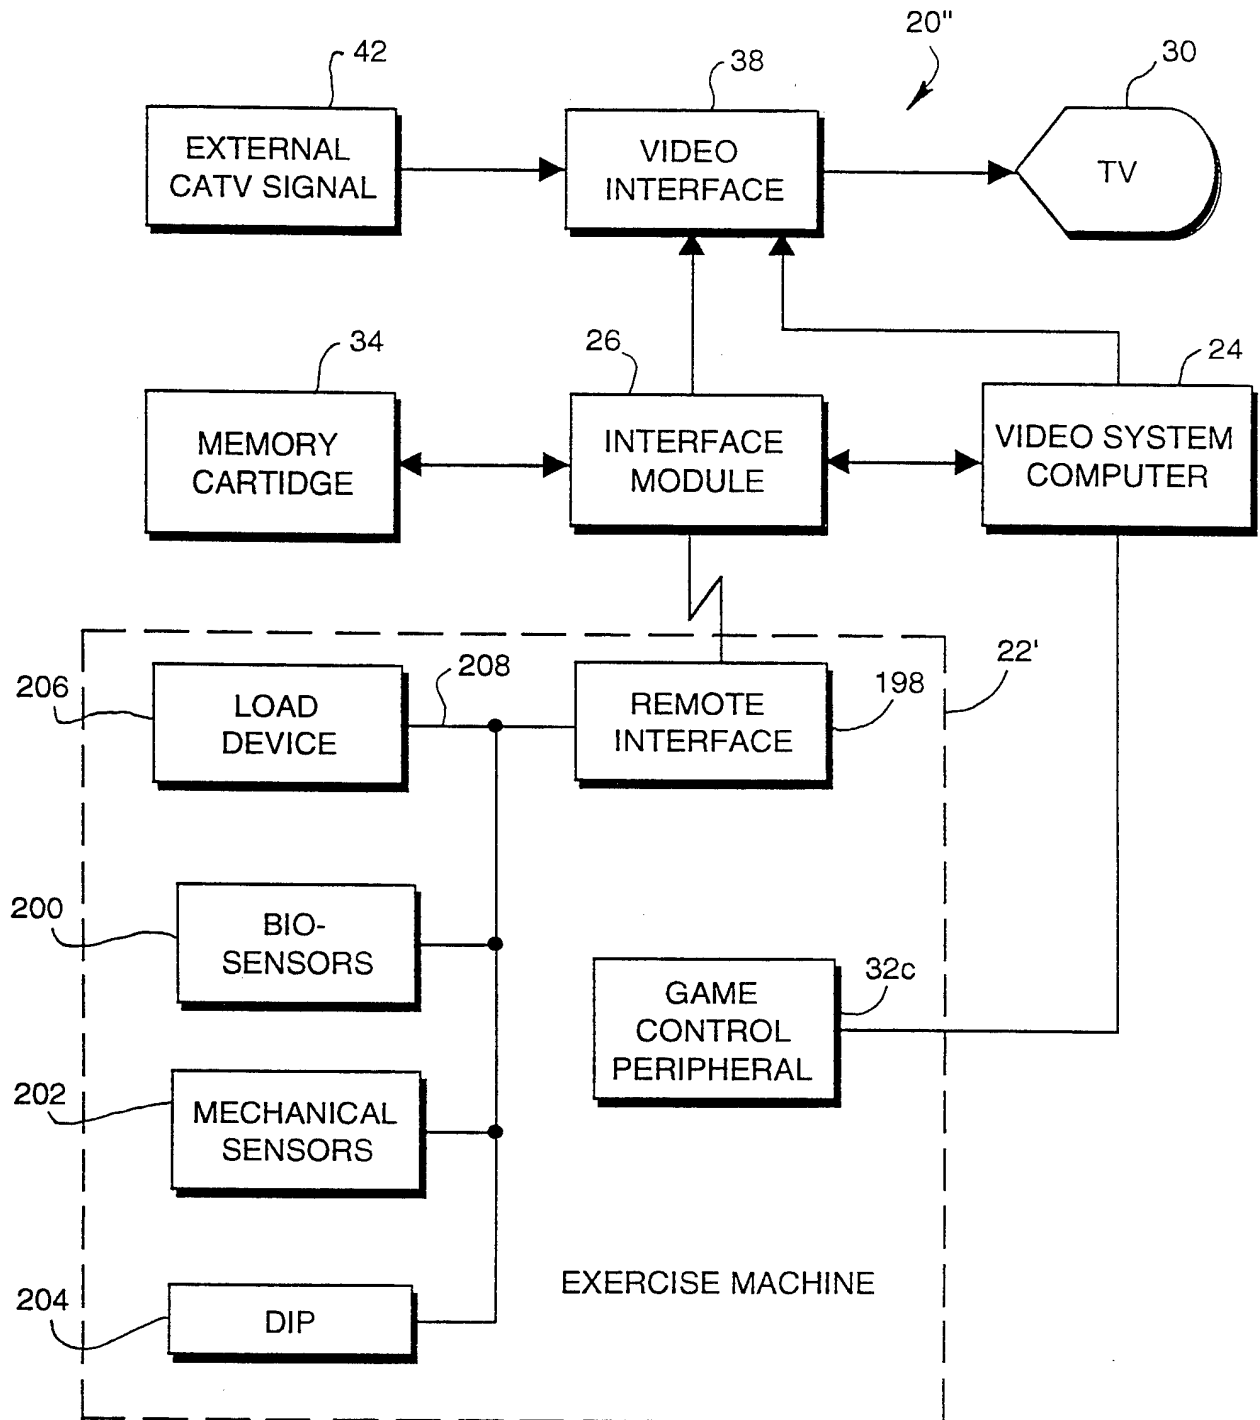 20"
42
38
30
EXTERNAL
CATV SIGNAL
VIDEO
INTERFACE
TV
34
26
24
MEMORY
CARTIDGE
INTERFACE
MODULE
VIDEO SYSTEM
COMPUTER
206
208
198
22'
LOAD
DEVICE
REMOTE
INTERFACE
200
BIO-
SENSORS
32c
GAME
CONTROL
PERIPHERAL
202
MECHANICAL
SENSORS
EXERCISE MACHINE
204
DIP